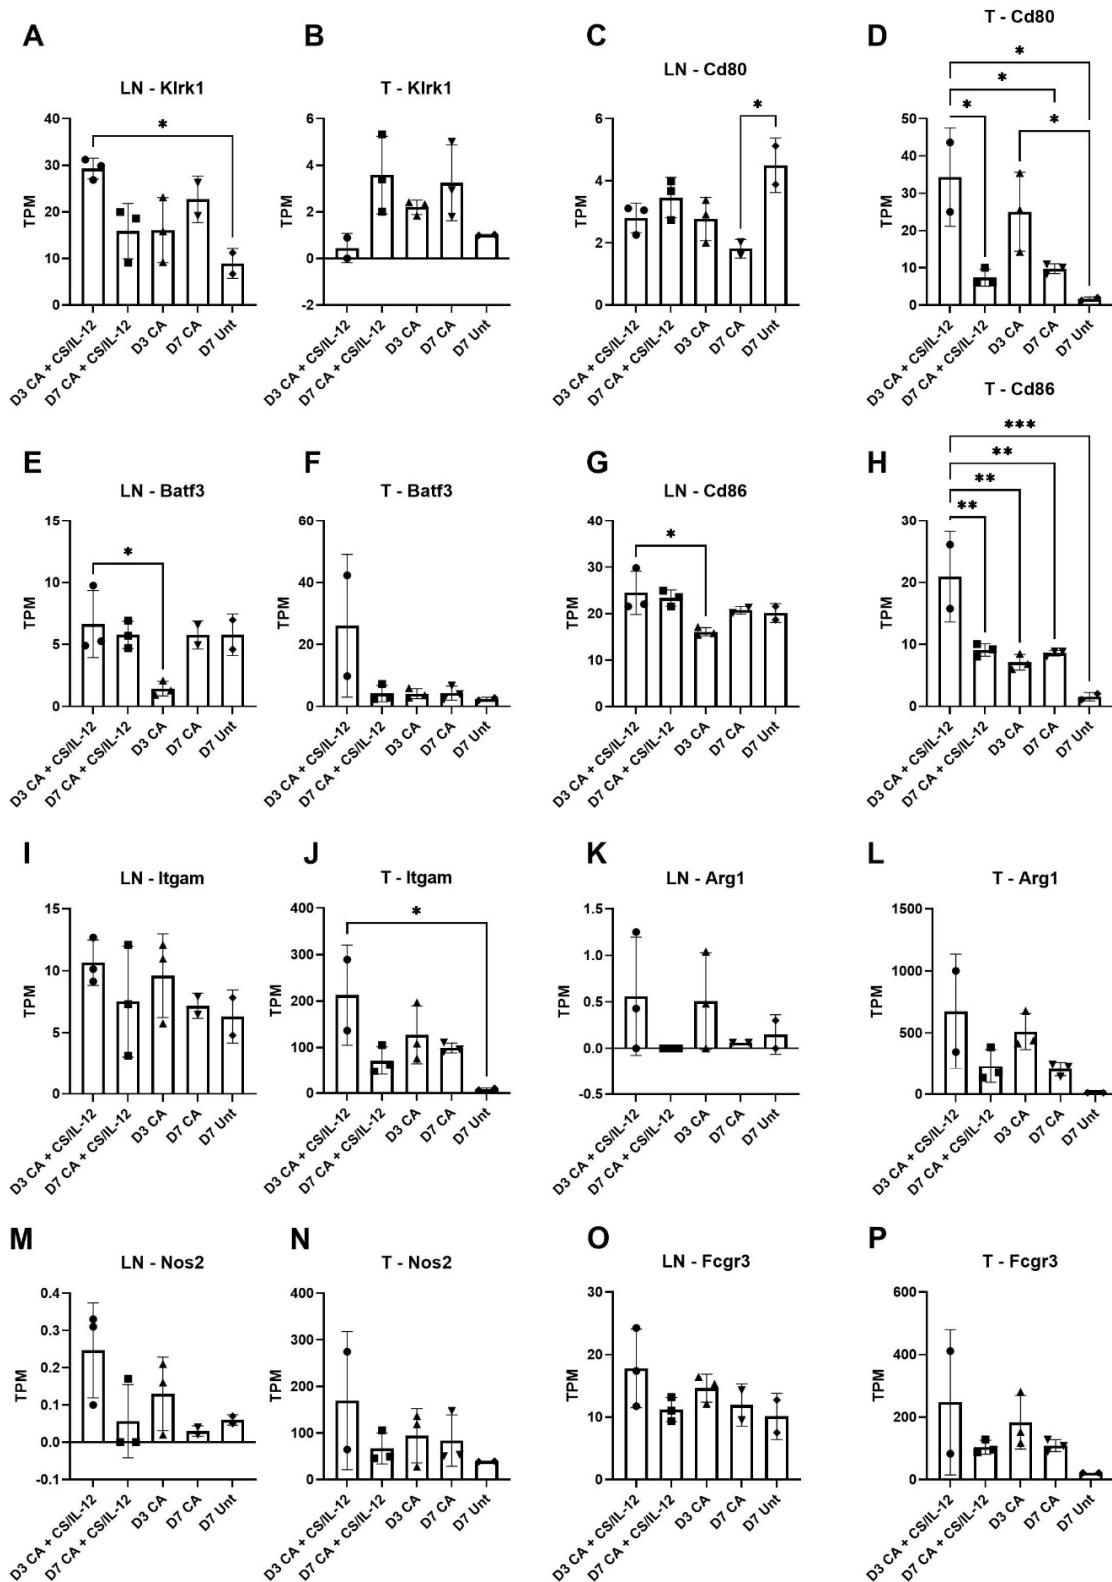 A
LN - Klrk1
*
TPM
40
30
20
10
0
D3 CA + CS/IL-12
D7 CA + CS/IL-12
D3 CA
D7 CA
D7 Unt
B
T - Klrk1
TPM
6
4
2
0
-2
D3 CA + CS/IL-12
D7 CA + CS/IL-12
D3 CA
D7 CA
D7 Unt
C
LN - Cd80
*
TPM
6
4
2
0
D3 CA + CS/IL-12
D7 CA + CS/IL-12
D3 CA
D7 CA
D7 Unt
D
T - Cd80
*
*
*
*
TPM
50
40
30
20
10
0
D3 CA + CS/IL-12
D7 CA + CS/IL-12
D3 CA
D7 CA
D7 Unt
E
LN - Batf3
*
TPM
15
10
5
0
D3 CA + CS/IL-12
D7 CA + CS/IL-12
D3 CA
D7 CA
D7 Unt
F
T - Batf3
TPM
60
40
20
0
D3 CA + CS/IL-12
D7 CA + CS/IL-12
D3 CA
D7 CA
D7 Unt
G
LN - Cd86
*
TPM
40
30
20
10
0
D3 CA + CS/IL-12
D7 CA + CS/IL-12
D3 CA
D7 CA
D7 Unt
H
T - Cd86
***
**
**
**
TPM
30
20
10
0
D3 CA + CS/IL-12
D7 CA + CS/IL-12
D3 CA
D7 CA
D7 Unt
I
LN - Itgam
TPM
15
10
5
0
D3 CA + CS/IL-12
D7 CA + CS/IL-12
D3 CA
D7 CA
D7 Unt
J
T - Itgam
*
TPM
400
300
200
100
0
D3 CA + CS/IL-12
D7 CA + CS/IL-12
D3 CA
D7 CA
D7 Unt
K
LN - Arg1
TPM
1.5
1.0
0.5
0.0
-0.5
D3 CA + CS/IL-12
D7 CA + CS/IL-12
D3 CA
D7 CA
D7 Unt
L
T - Arg1
TPM
1500
1000
500
0
D3 CA + CS/IL-12
D7 CA + CS/IL-12
D3 CA
D7 CA
D7 Unt
M
LN - Nos2
TPM
0.4
0.3
0.2
0.1
0.0
-0.1
D3 CA + CS/IL-12
D7 CA + CS/IL-12
D3 CA
D7 CA
D7 Unt
N
T - Nos2
TPM
400
300
200
100
0
D3 CA + CS/IL-12
D7 CA + CS/IL-12
D3 CA
D7 CA
D7 Unt
O
LN - Fcgr3
TPM
30
20
10
0
D3 CA + CS/IL-12
D7 CA + CS/IL-12
D3 CA
D7 CA
D7 Unt
P
T - Fcgr3
TPM
600
400
200
0
D3 CA + CS/IL-12
D7 CA + CS/IL-12
D3 CA
D7 CA
D7 Unt